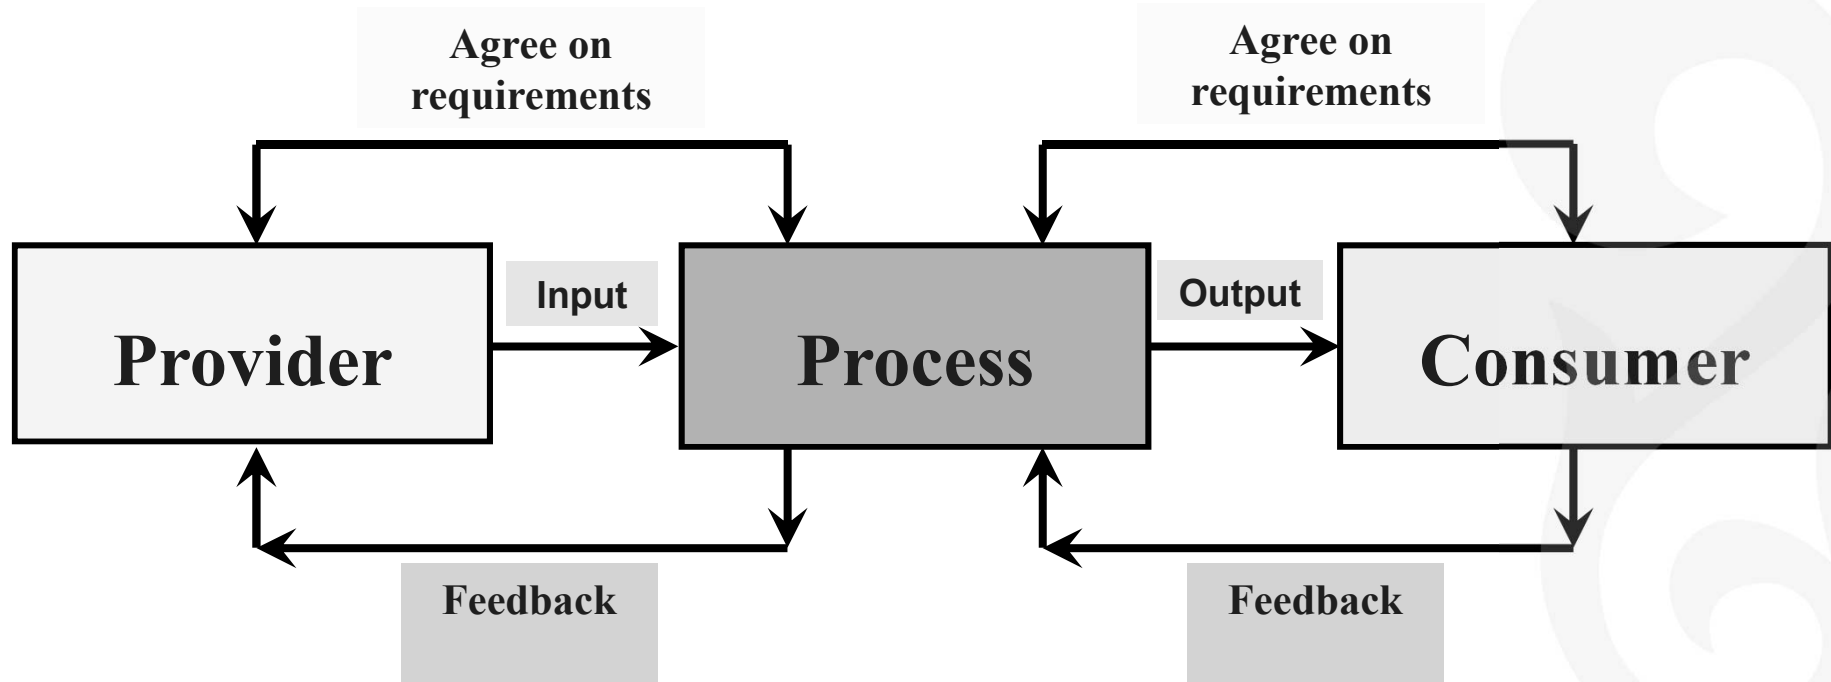 Agree on
requirements
Agree on
requirements
Input
Output
Provider
Process
Consumer
Feedback
Feedback